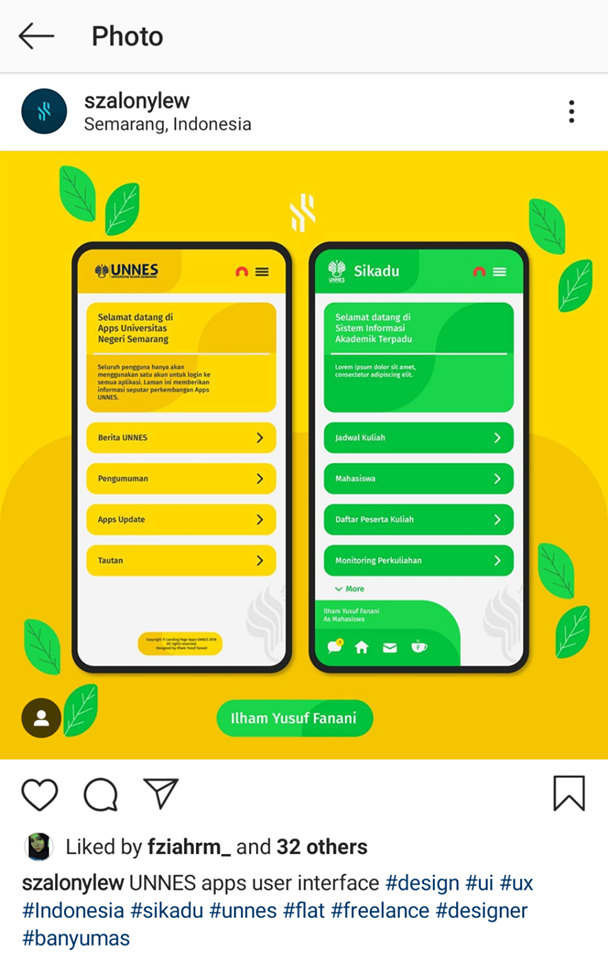 Photo
szalonylew
Semarang, Indonesia
UNNES
UNIVERSITAS NEGERI SEMARANG
Selamat datang di
Apps Universitas
Negeri Semarang
Seluruh pengguna hanya akan
menggunakan satu akun untuk login ke
semua aplikasi. Laman ini memberikan
informasi seputar perkembangan Apps
UNNES.
Berita UNNES
Pengumuman
Apps Update
Tautan
Copyright © Landing Page Apps UNNES 2018
All rights reserved.
Designed by Ilham Yusuf Fanani
UNNES
Sikadu
Selamat datang di
Sistem Informasi
Akademik Terpadu
Lorem ipsum dolor sit amet,
consectetur adipiscing elit.
Jadwal Kuliah
Mahasiswa
Daftar Peserta Kuliah
Monitoring Perkuliahan
More
Ilham Yusuf Fanani
As Mahasiswa
Ilham Yusuf Fanani
Liked by fziahrm_ and 32 others
szalonylew UNNES apps user interface #design #ui #ux
#Indonesia #sikadu #unnes #flat #freelance #designer
#banyumas